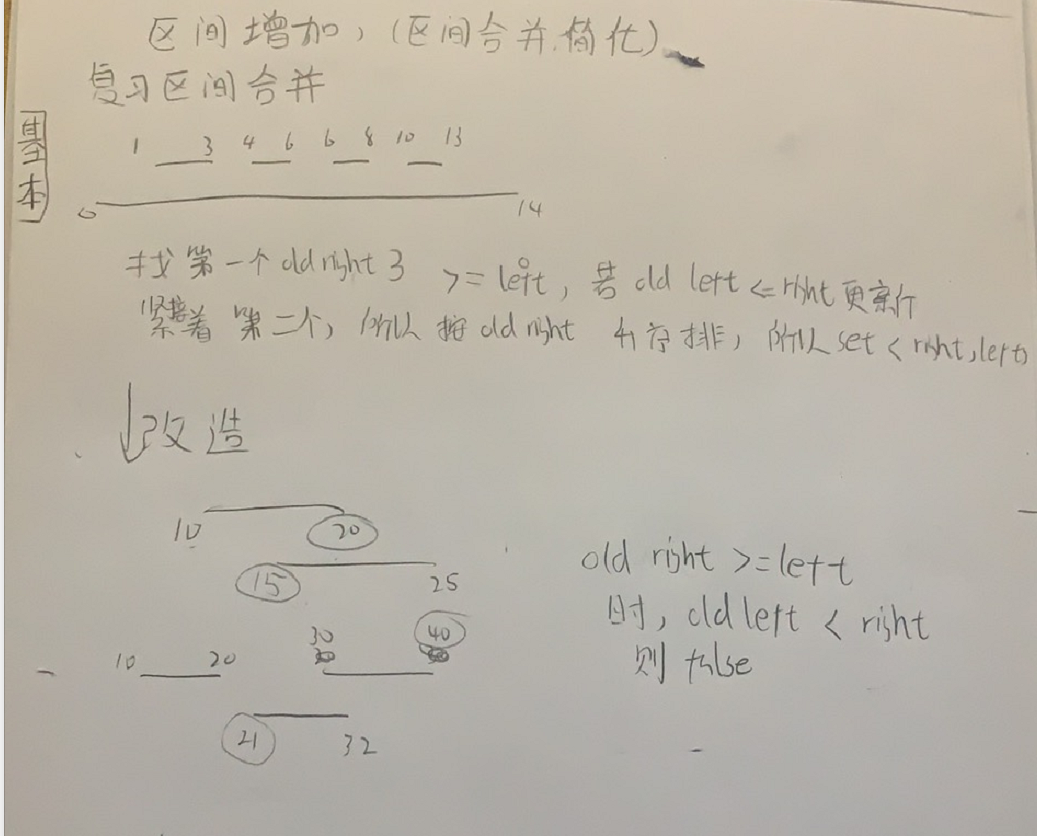 区间增加,(区间合并.简化)
复习区间合并
基本
1 3 4 6 6 8 10 13
0 14
找第一个 old right 3 >= left, 若 old left <= right 更新
0
紧接着 第二个, 所以 按 old right 升序排, 所以 set < right,left>
改造
10 20
15 25
old right >= left
时, old left < right
则 false
10 20 30 40
21 32